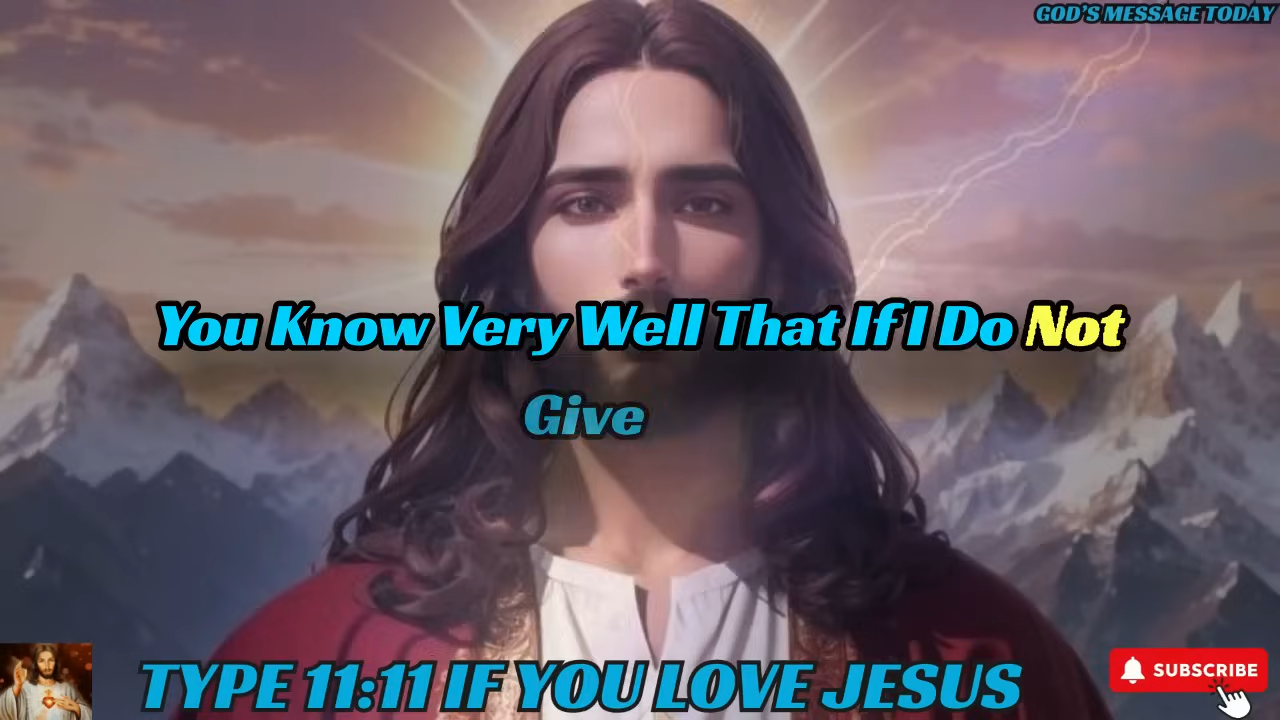 GOD'S MESSAGE TODAY
You Know Very Well That If I Do Not
Give
TYPE 11:11 IF YOU LOVE JESUS
SUBSCRIBE